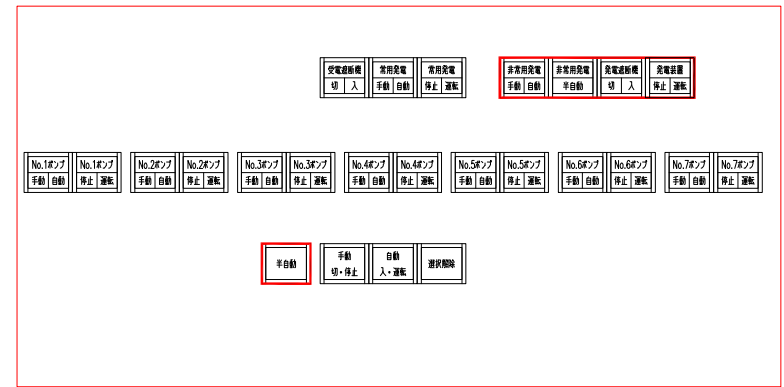 受電遮断機 常用発電 常用発電 非常用発電 非常用発電 発電遮断機 発電装置
切 入 手動 自動 停止 運転 手動 自動 半自動 切 入 停止 運転
No.1ポンプ No.1ポンプ No.2ポンプ No.2ポンプ No.3ポンプ No.3ポンプ No.4ポンプ No.4ポンプ No.5ポンプ No.5ポンプ No.6ポンプ No.6ポンプ No.7ポンプ No.7ポンプ
手動 自動 停止 運転 手動 自動 停止 運転 手動 自動 停止 運転 手動 自動 停止 運転 手動 自動 停止 運転 手動 自動 停止 運転 手動 自動 停止 運転
半自動 手動 自動 選択解除
切・停止 入・運転